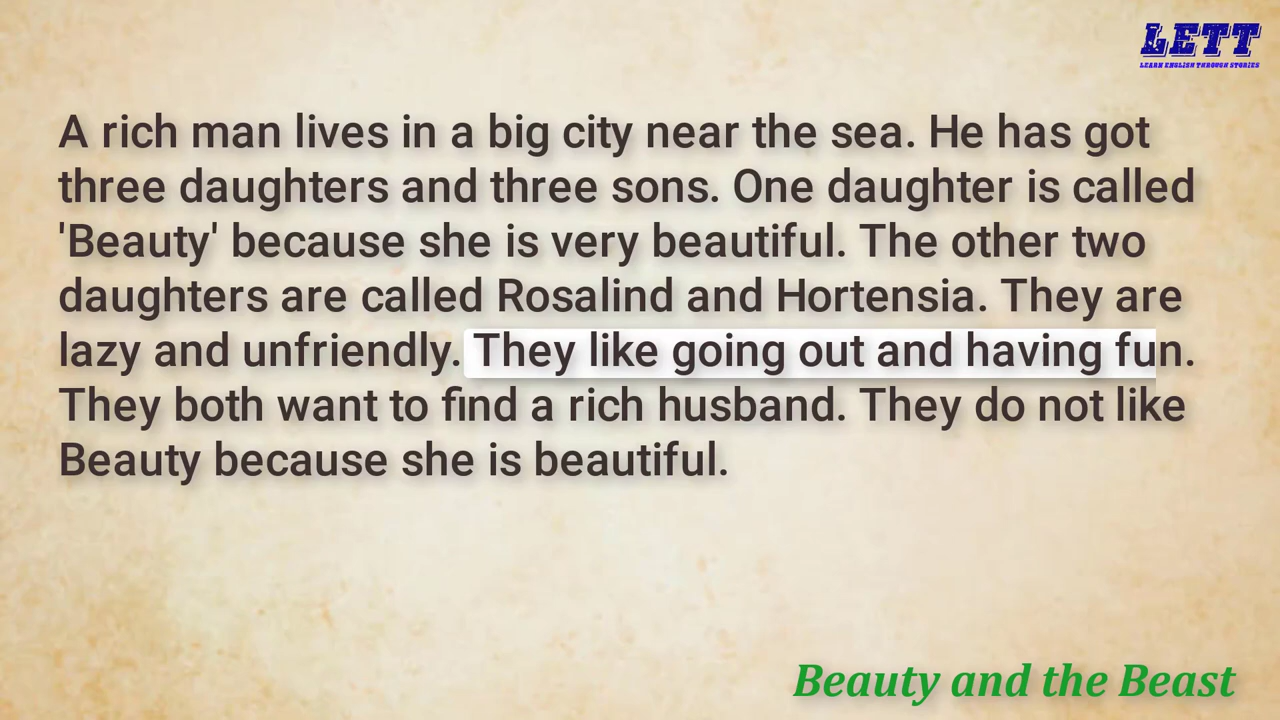 LETT
LEARN ENGLISH THROUGH STORIES
A rich man lives in a big city near the sea. He has got
three daughters and three sons. One daughter is called
'Beauty' because she is very beautiful. The other two
daughters are called Rosalind and Hortensia. They are
lazy and unfriendly. They like going out and having fun.
They both want to find a rich husband. They do not like
Beauty because she is beautiful.
Beauty and the Beast